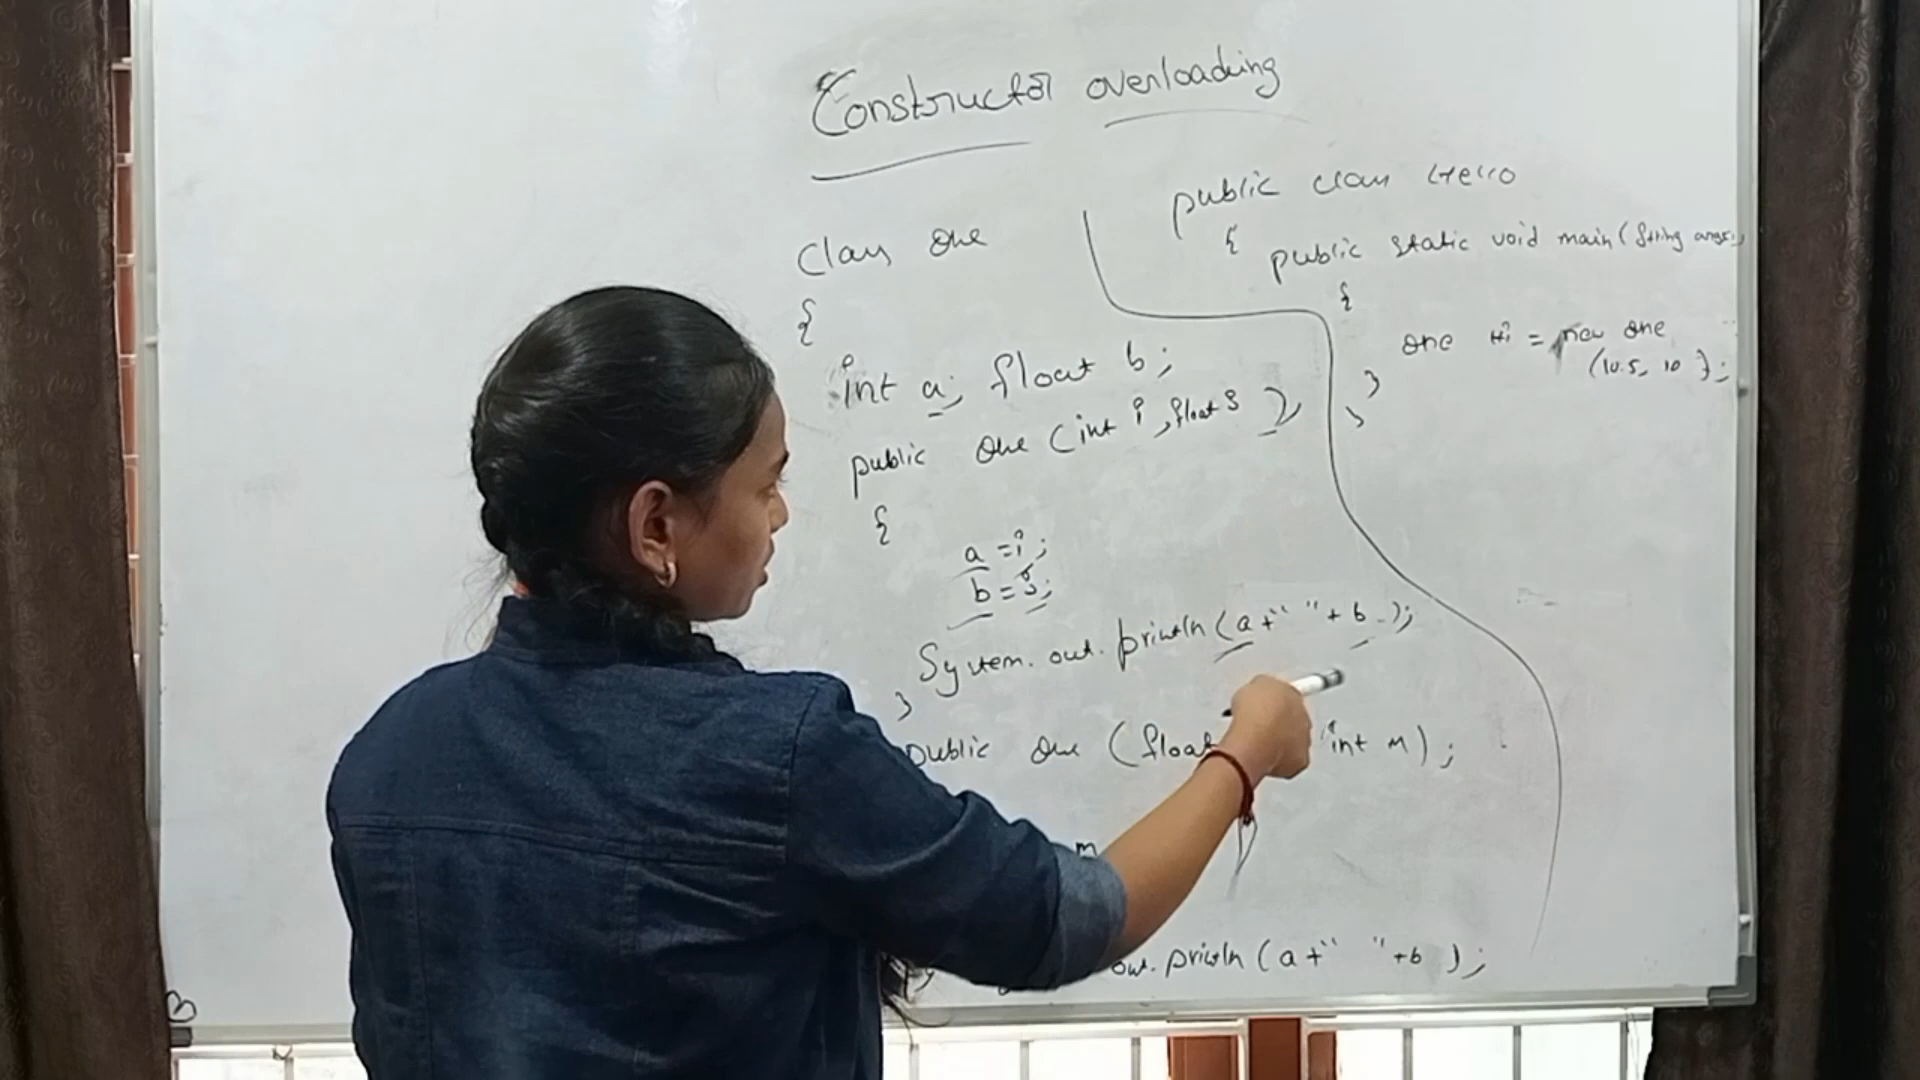 Constructor overloading
class one
{
int a; float b;
public one (int i, float j)
{
a = i;
b = j;
System.out.println(a+" "+b);
}
public one (float int m);
m
out.println(a+" "+b);
public class Hello
{
public static void main(String args
{
one Hi = new one
(10.5, 10);
}
}